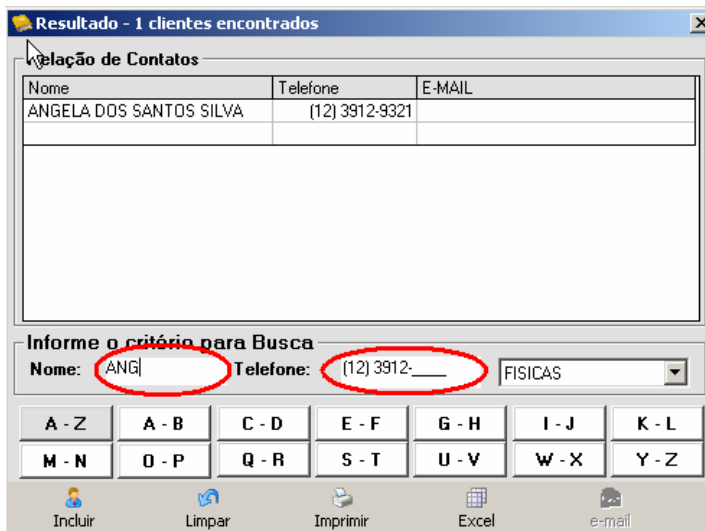 Resultado - 1 clientes encontrados
Relação de Contatos
Nome Telefone E-MAIL
ANGELA DOS SANTOS SILVA (12) 3912-9321
Informe o critério para Busca
Nome: ANG Telefone: (12) 3912-____ FISICAS
A - Z A - B C - D E - F G - H I - J K - L
M - N O - P Q - R S - T U - V W - X Y - Z
Incluir Limpar Imprimir Excel e-mail